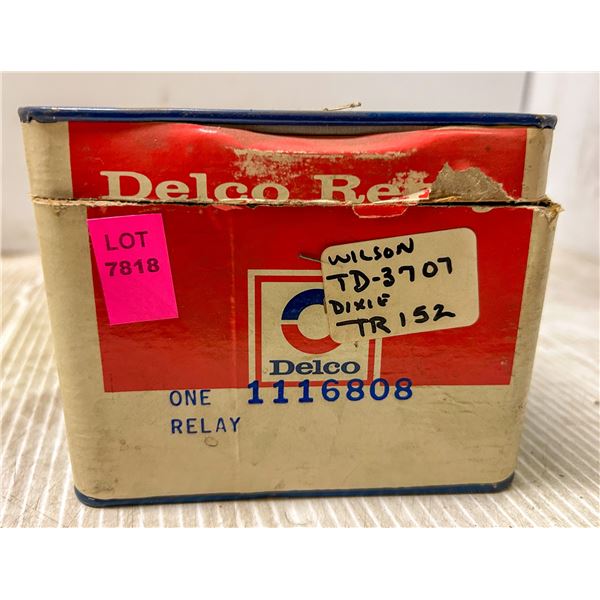 Delco
LOT
7818
WILSON
TD-3707
DIXIE
TR152
Delco
ONE 1116808
RELAY